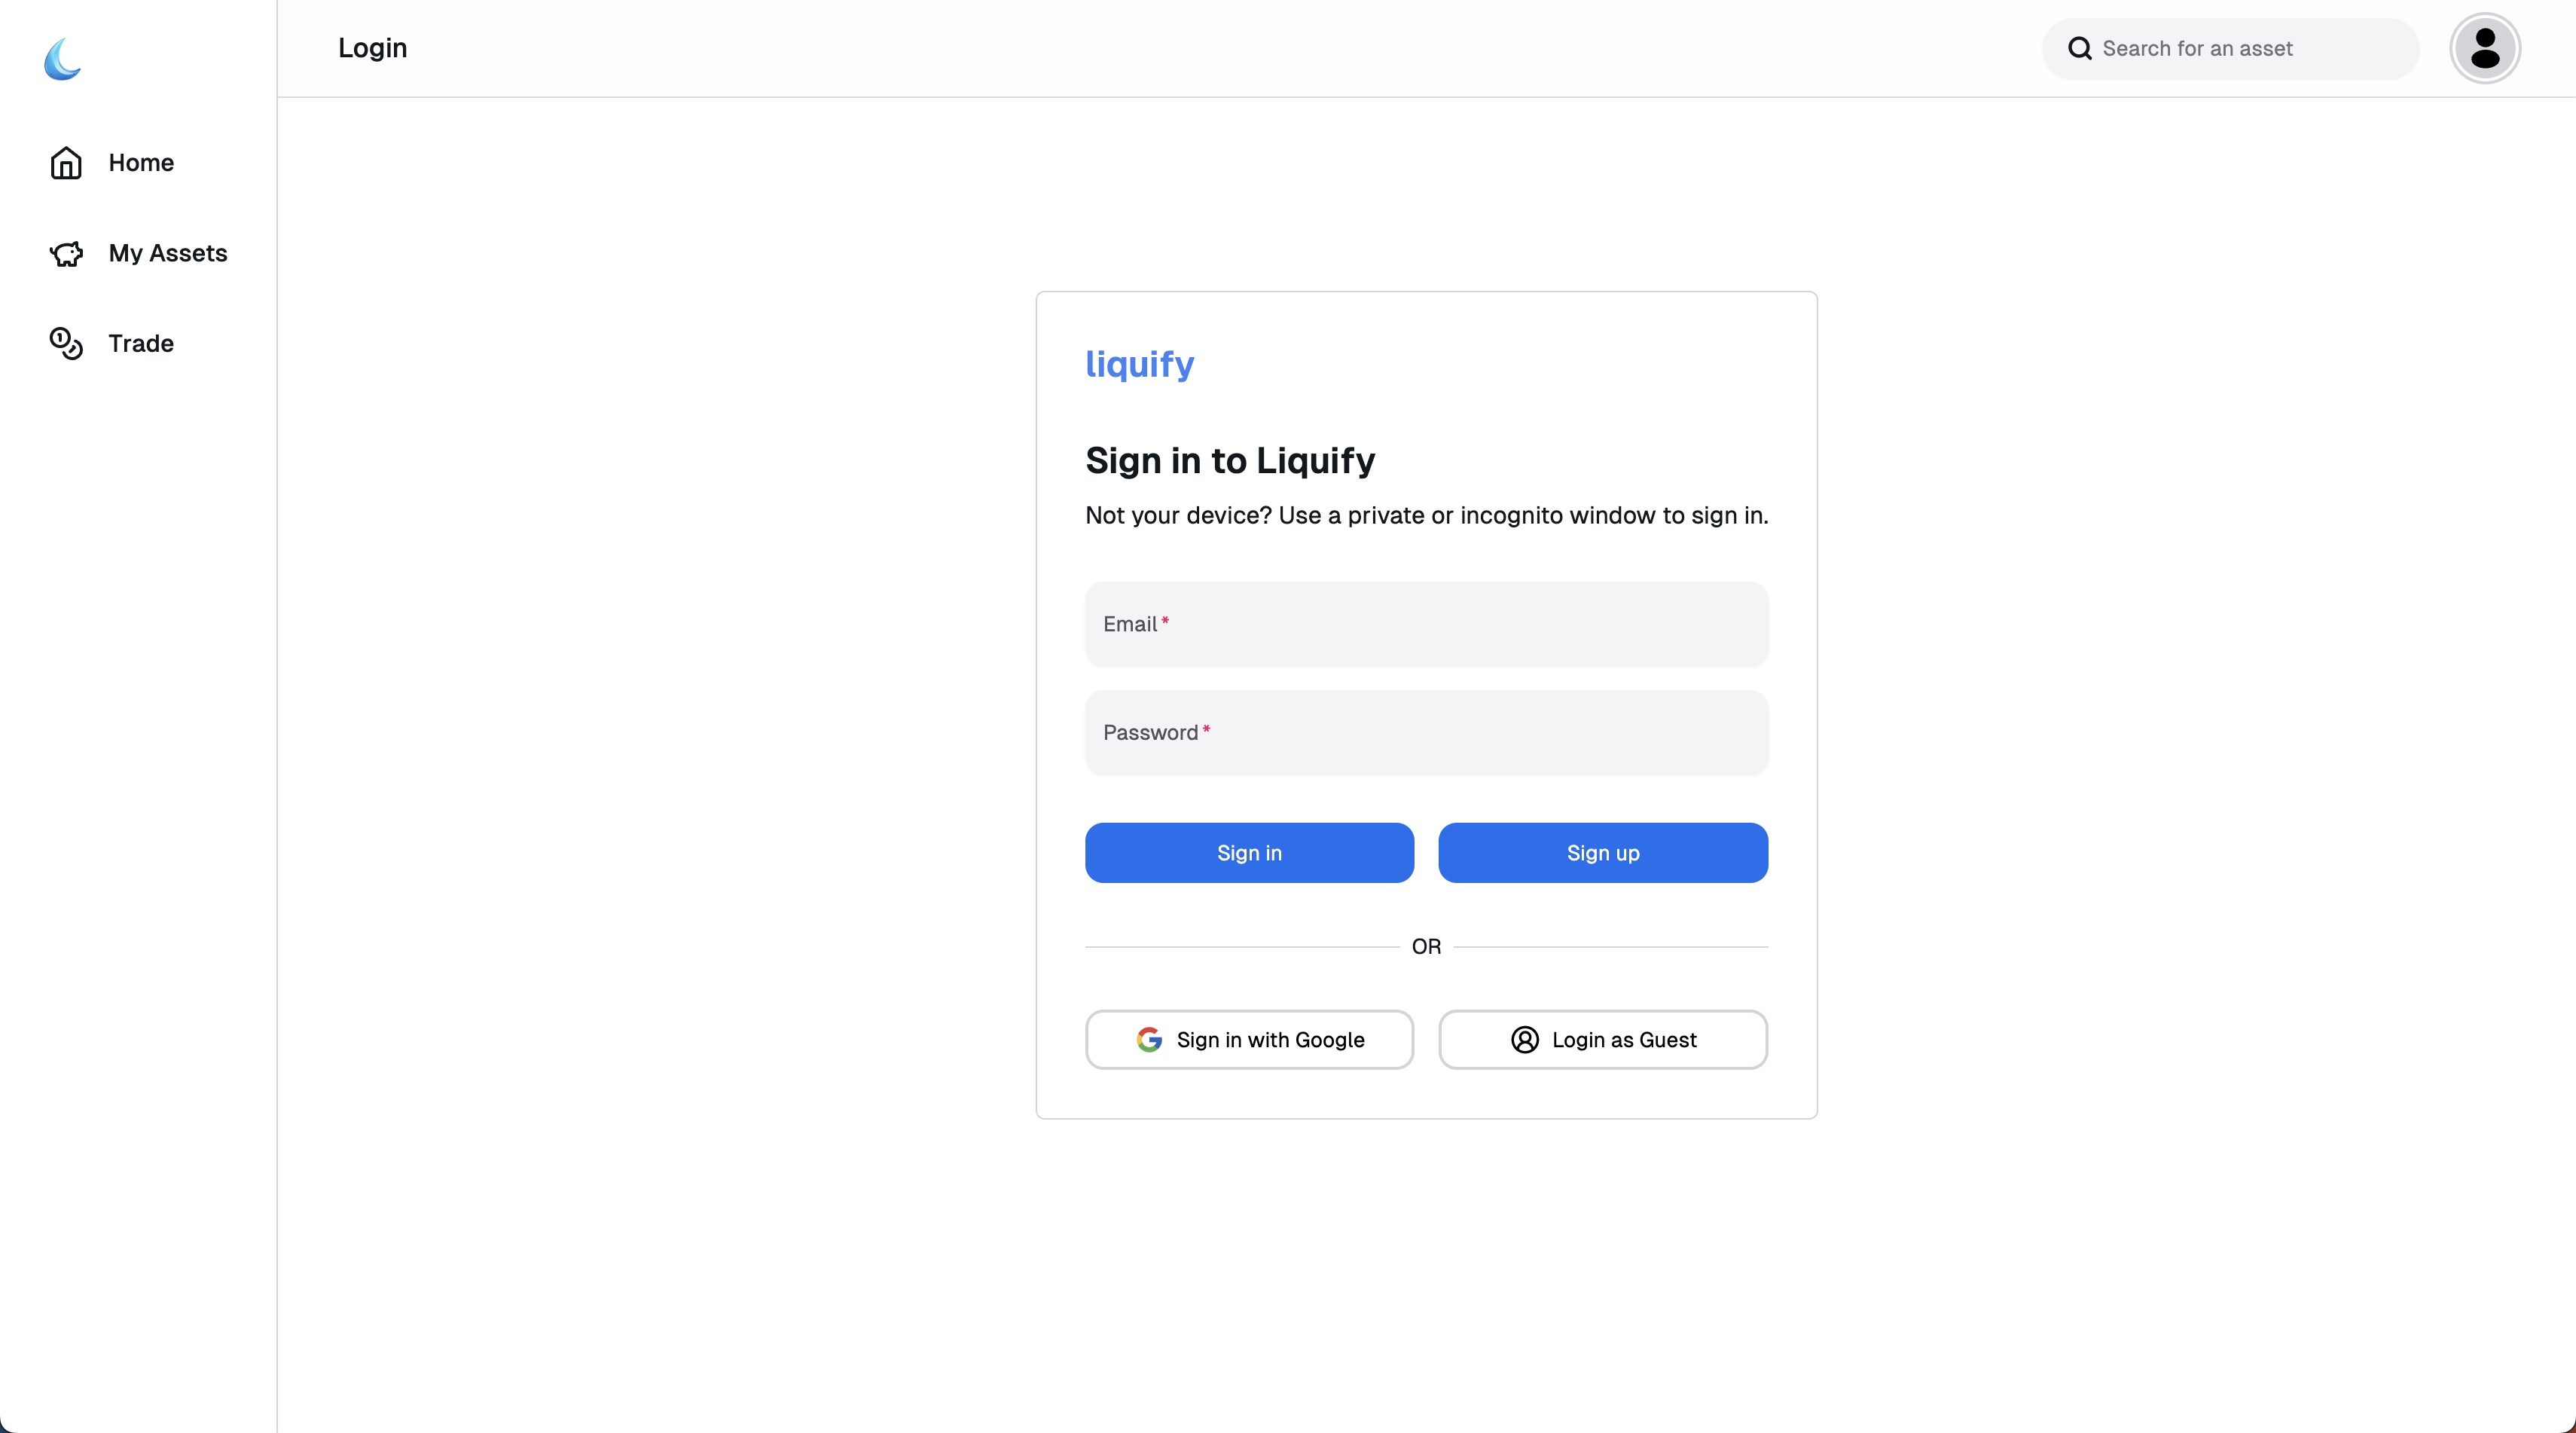 Login
Search for an asset
Home
My Assets
Trade
liquify
Sign in to Liquify
Not your device? Use a private or incognito window to sign in.
Email*
Password*
Sign in
Sign up
OR
Sign in with Google
Login as Guest